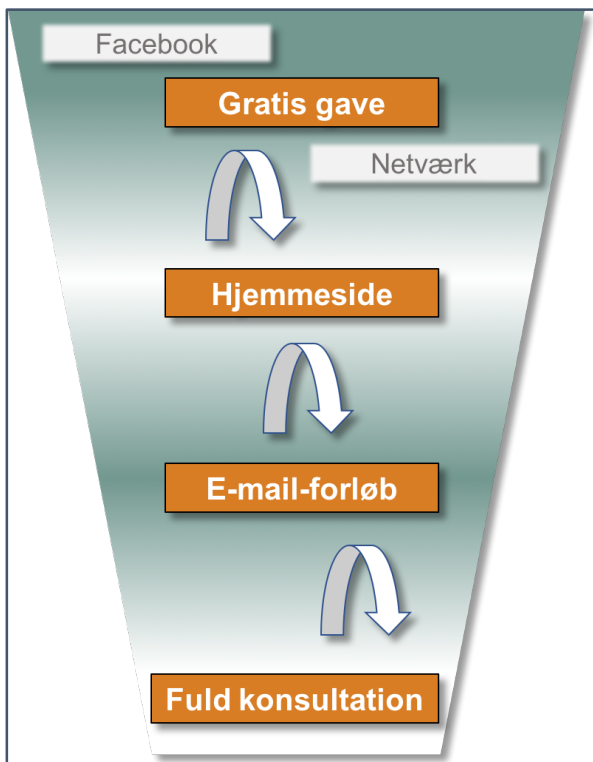 Facebook
Gratis gave
Netværk
Hjemmeside
E-mail-forløb
Fuld konsultation